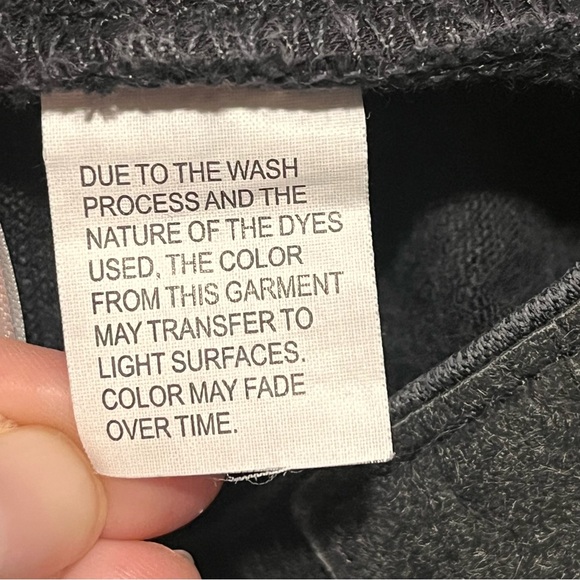 DUE TO THE WASH
PROCESS AND THE
NATURE OF THE DYES
USED, THE COLOR
FROM THIS GARMENT
MAY TRANSFER TO
LIGHT SURFACES.
COLOR MAY FADE
OVER TIME.